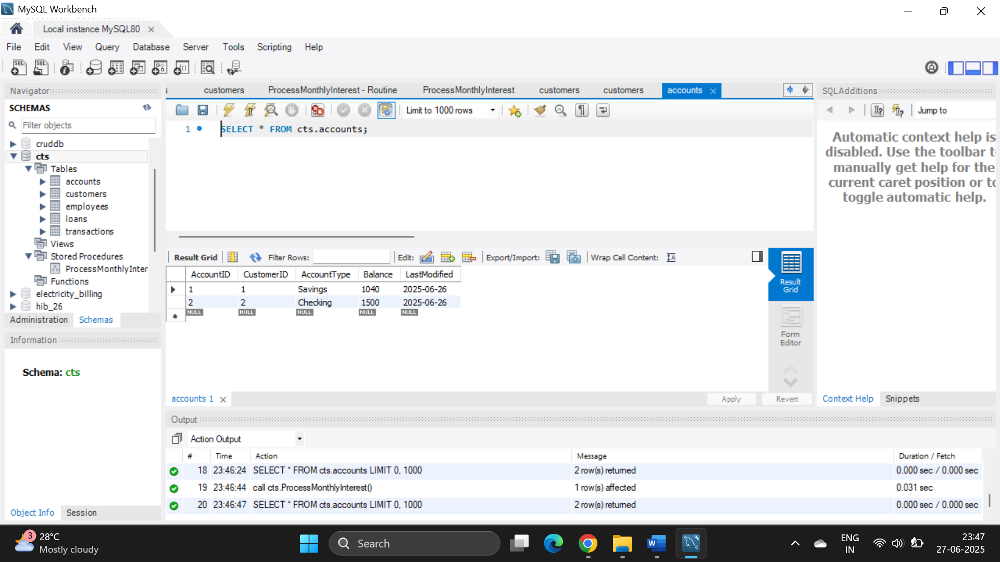 MySQL Workbench
Local instance MySQL80
File Edit View Query Database Server Tools Scripting Help
Navigator
SCHEMAS
Filter objects
cruddb
cts
Tables
accounts
customers
employees
loans
transactions
Views
Stored Procedures
ProcessMonthlyInter
Functions
electricity_billing
hib_26
Administration Schemas
Information
Schema: cts
Object Info Session
s customers ProcessMonthlyInterest - Routine ProcessMonthlyInterest customers customers accounts
Limit to 1000 rows
1 SELECT * FROM cts.accounts;
Result Grid Filter Rows: Edit: Export/Import: Wrap Cell Content:
AccountID CustomerID AccountType Balance LastModified
1 1 Savings 1040 2025-06-26
2 2 Checking 1500 2025-06-26
NULL NULL NULL NULL NULL
Result
Grid
Form
Editor
accounts 1
Apply Revert
SQLAdditions
Jump to
Automatic context help is
disabled. Use the toolbar t
manually get help for the
current caret position or to
toggle automatic help.
Context Help Snippets
Output
Action Output
# Time Action Message Duration / Fetch
18 23:46:24 SELECT * FROM cts.accounts LIMIT 0, 1000 2 row(s) returned 0.000 sec / 0.000 sec
19 23:46:44 call cts.ProcessMonthlyInterest() 1 row(s) affected 0.031 sec
20 23:46:47 SELECT * FROM cts.accounts LIMIT 0, 1000 2 row(s) returned 0.000 sec / 0.000 sec
3
28°C
Mostly cloudy
Search
ENG
IN
23:47
27-06-2025